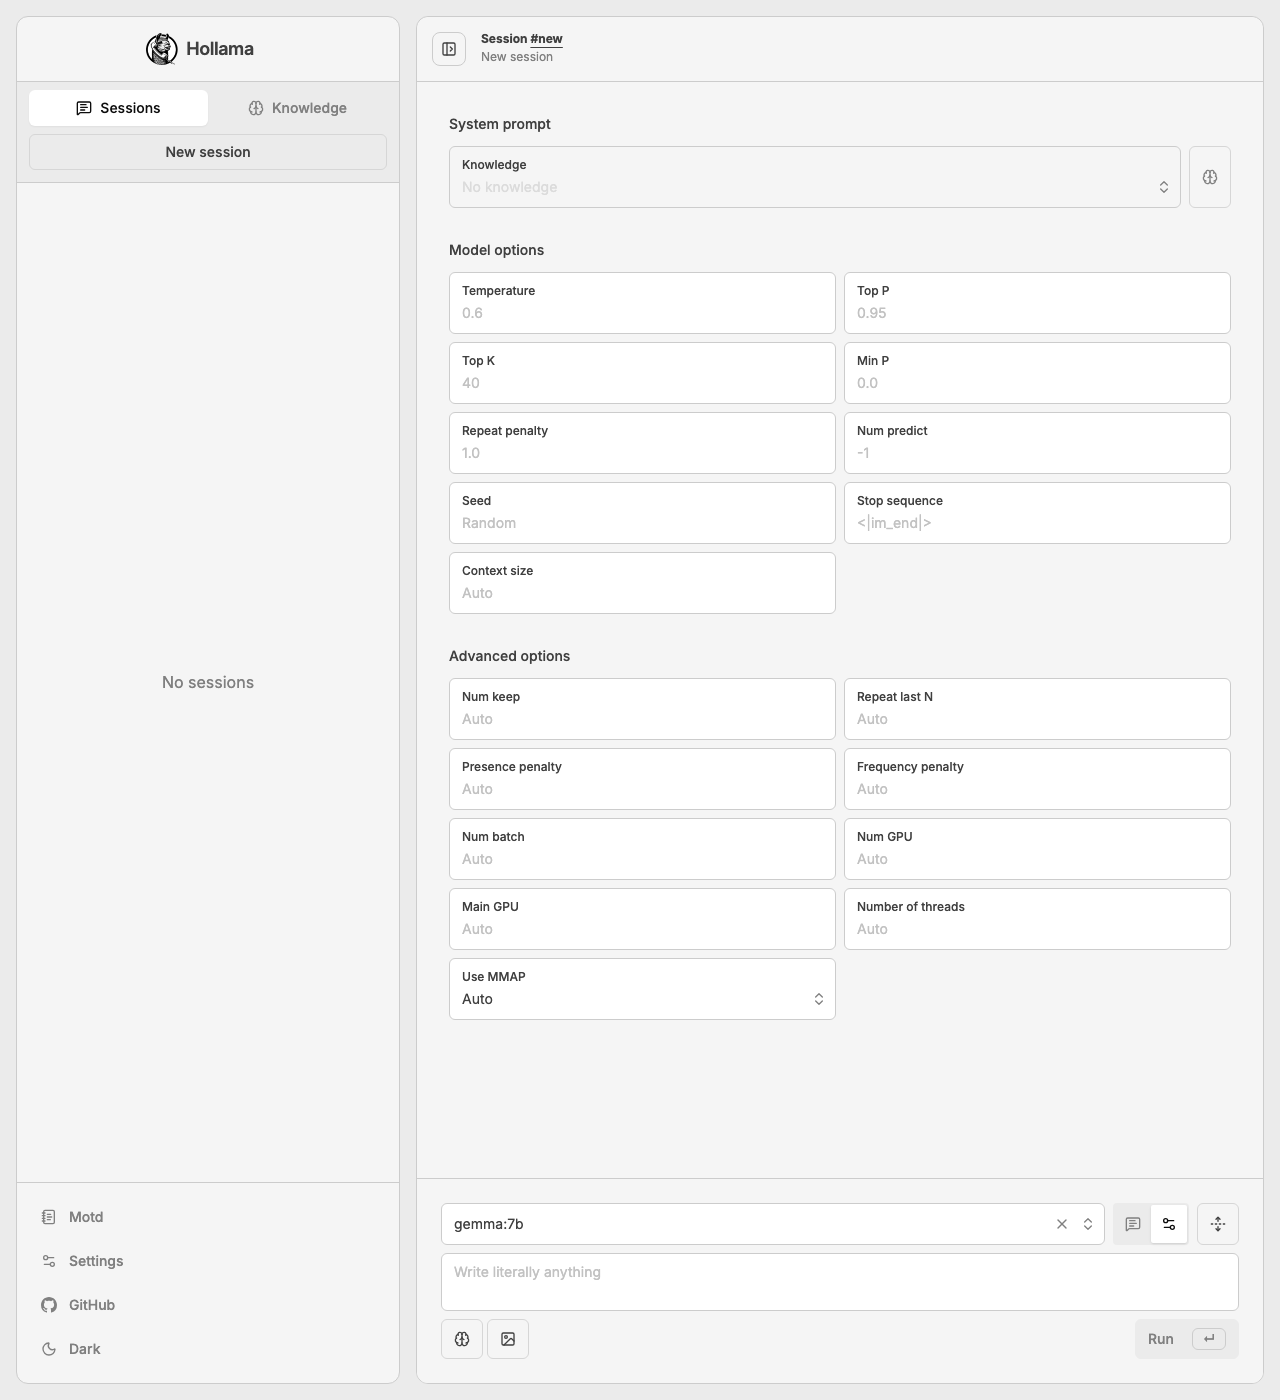 Hollama
Sessions
Knowledge
New session
No sessions
Motd
Settings
GitHub
Dark
Session #new
New session
System prompt
Knowledge
No knowledge
Model options
Temperature
0.6
Top P
0.95
Top K
40
Min P
0.0
Repeat penalty
1.0
Num predict
-1
Seed
Random
Stop sequence
<|im_end|>
Context size
Auto
Advanced options
Num keep
Auto
Repeat last N
Auto
Presence penalty
Auto
Frequency penalty
Auto
Num batch
Auto
Num GPU
Auto
Main GPU
Auto
Number of threads
Auto
Use MMAP
Auto
gemma:7b
Write literally anything
Run